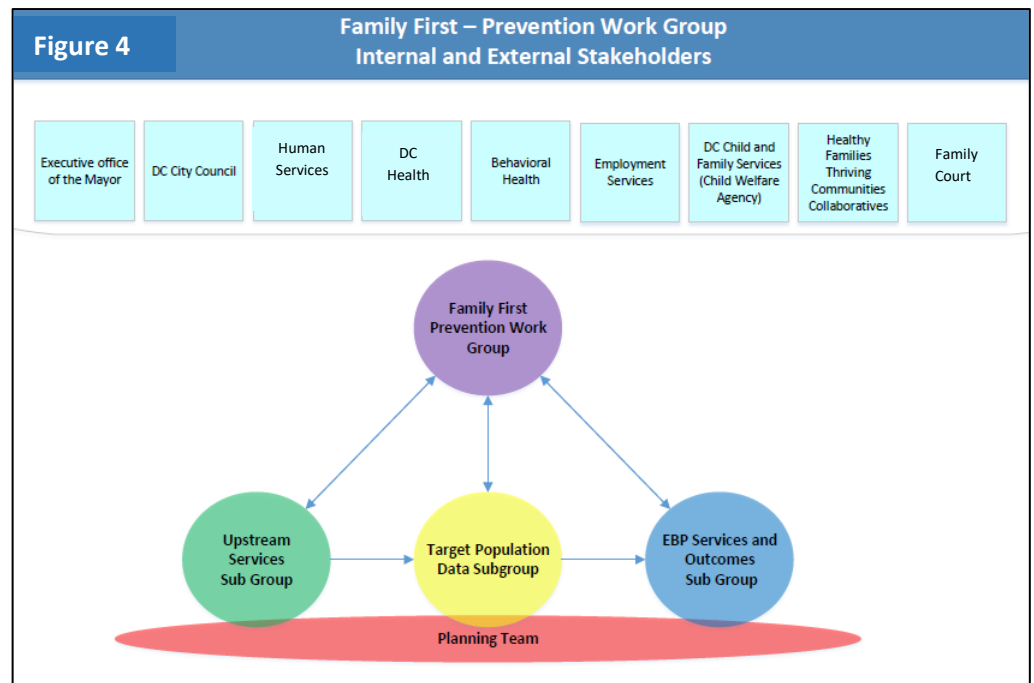 Figure 4
Family First – Prevention Work Group
Internal and External Stakeholders
Executive office
of the Mayor
DC City Council
Human
Services
DC
Health
Behavioral
Health
Employment
Services
DC Child and
Family Services
(Child Welfare
Agency)
Healthy
Families
Thriving
Communities
Collaboratives
Family
Court
Family First
Prevention Work
Group
Upstream
Services
Sub Group
Target Population
Data Subgroup
EBP Services and
Outcomes
Sub Group
Planning Team